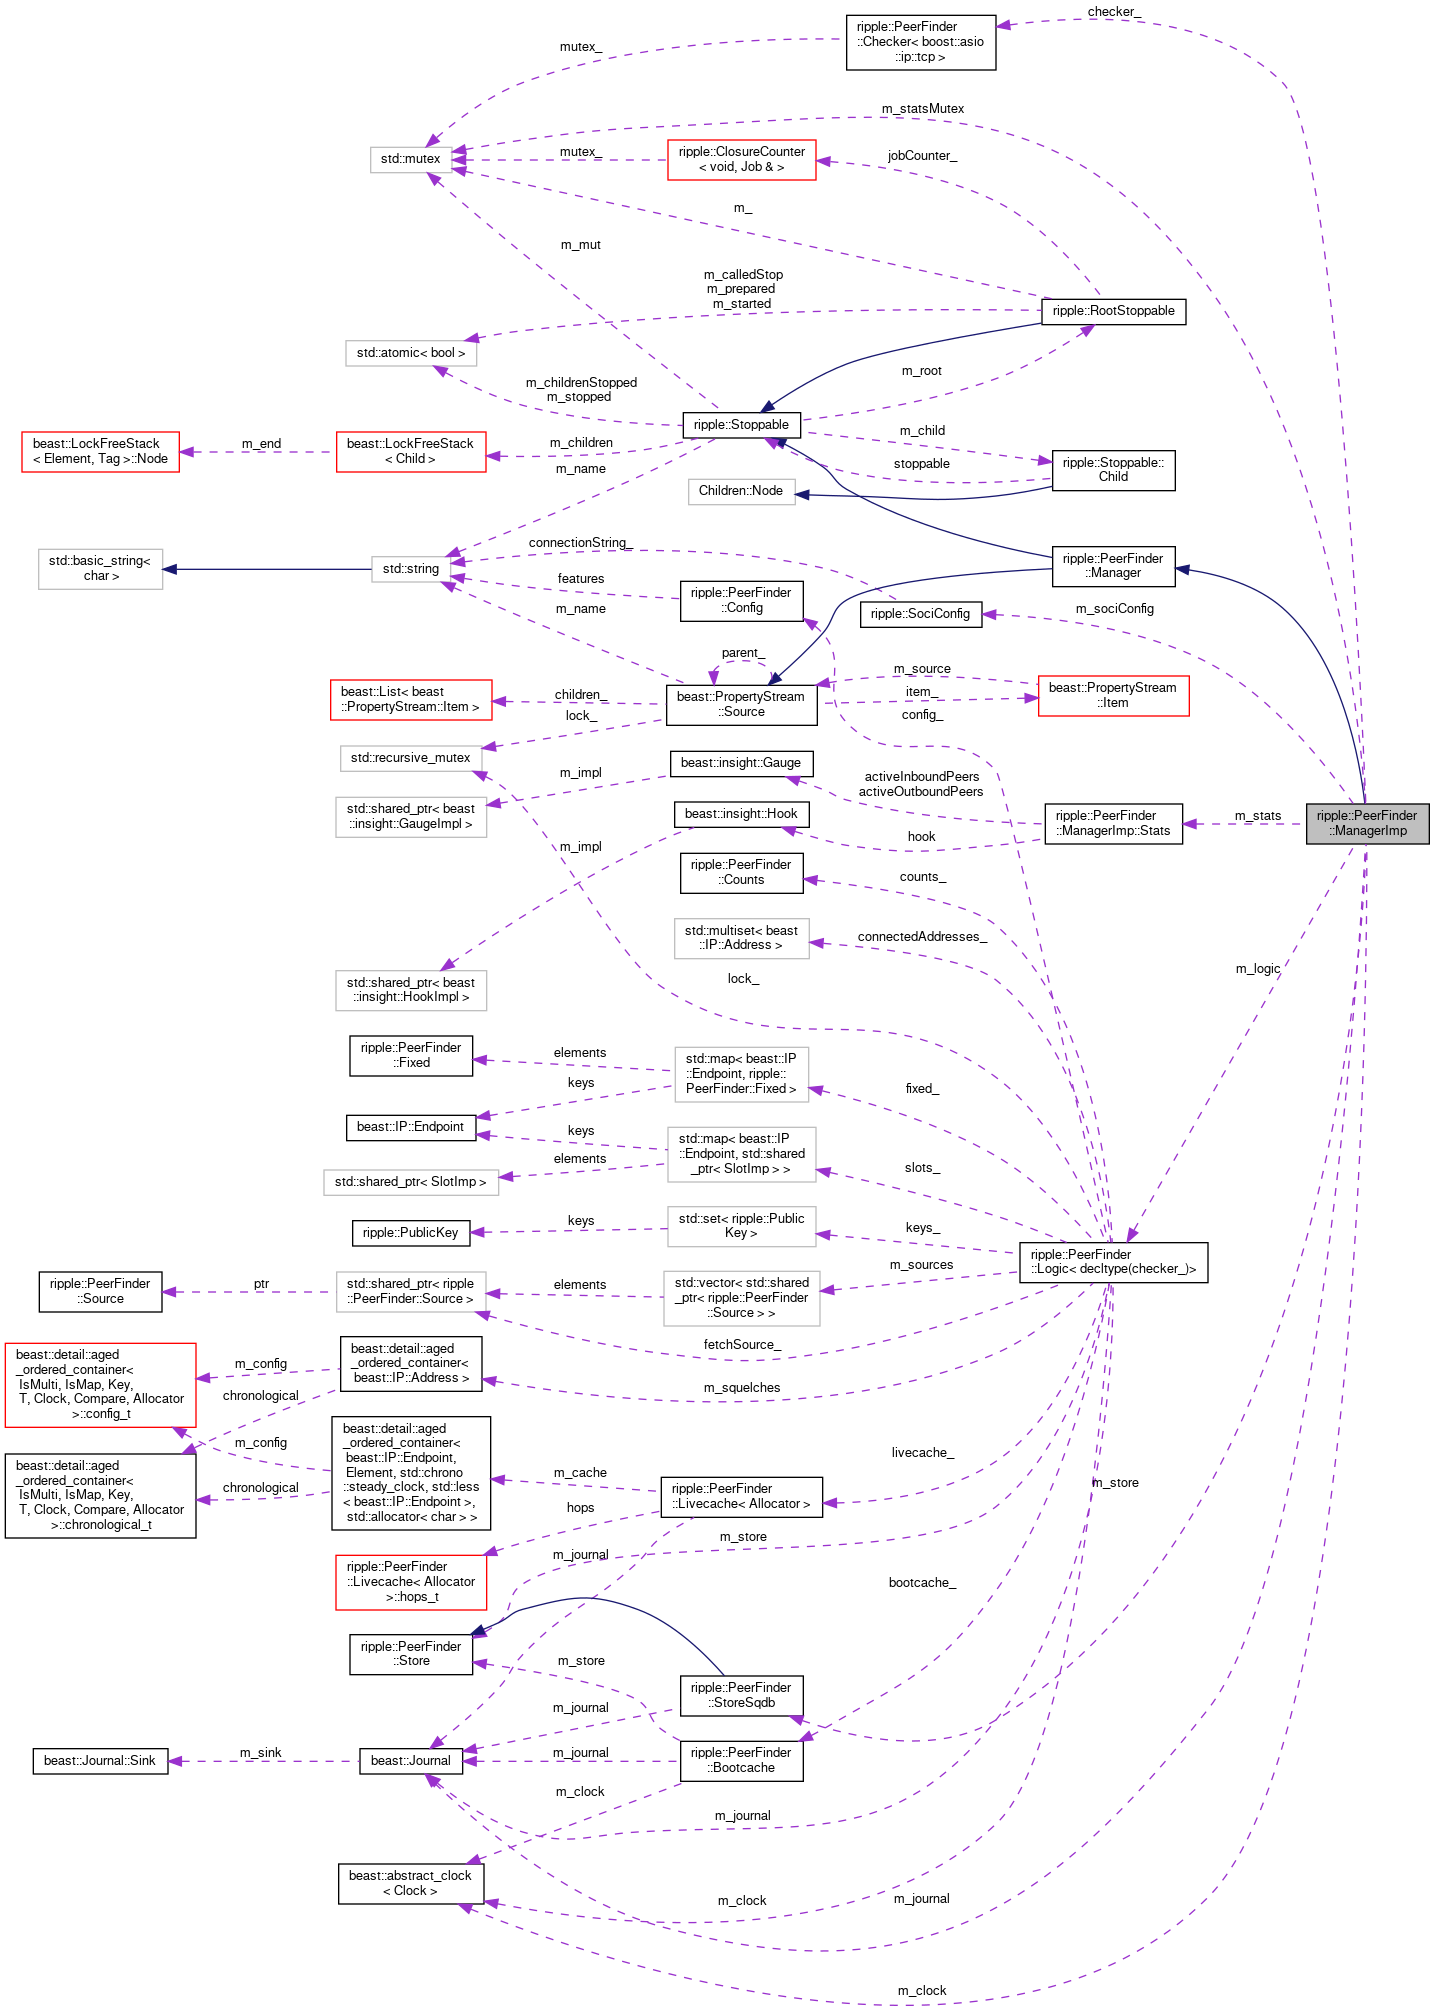 checker_
ripple::PeerFinder
::Checker< boost::asio
::ip::tcp >
mutex_
m_statsMutex
std::mutex
mutex_
ripple::ClosureCounter
< void, Job & >
jobCounter_
m_
m_mut
m_calledStop
m_prepared
m_started
ripple::RootStoppable
std::atomic< bool >
m_root
m_childrenStopped
m_stopped
ripple::Stoppable
m_child
beast::LockFreeStack
< Element, Tag >::Node
m_end
beast::LockFreeStack
< Child >
m_children
m_name
stoppable
ripple::Stoppable::
Child
Children::Node
connectionString_
std::basic_string<
char >
std::string
features
ripple::PeerFinder
::Config
ripple::PeerFinder
::Manager
m_name
ripple::SociConfig
m_sociConfig
parent_
m_source
beast::List< beast
::PropertyStream::Item >
children_
beast::PropertyStream
::Source
item_
beast::PropertyStream
::Item
lock_
config_
std::recursive_mutex
m_impl
beast::insight::Gauge
activeInboundPeers
activeOutboundPeers
std::shared_ptr< beast
::insight::GaugeImpl >
beast::insight::Hook
hook
ripple::PeerFinder
::ManagerImp::Stats
m_stats
ripple::PeerFinder
::ManagerImp
m_impl
ripple::PeerFinder
::Counts
counts_
std::multiset< beast
::IP::Address >
connectedAddresses_
std::shared_ptr< beast
::insight::HookImpl >
lock_
m_logic
ripple::PeerFinder
::Fixed
elements
std::map< beast::IP
::Endpoint, ripple::
PeerFinder::Fixed >
keys
fixed_
beast::IP::Endpoint
keys
std::map< beast::IP
::Endpoint, std::shared
_ptr< SlotImp > >
elements
slots_
std::shared_ptr< SlotImp >
ripple::PublicKey
keys
std::set< ripple::Public
Key >
keys_
ripple::PeerFinder
::Logic< decltype(checker_)>
m_sources
ripple::PeerFinder
::Source
ptr
std::shared_ptr< ripple
::PeerFinder::Source >
elements
std::vector< std::shared
_ptr< ripple::PeerFinder
::Source > >
fetchSource_
beast::detail::aged
_ordered_container<
IsMulti, IsMap, Key,
T, Clock, Compare, Allocator
>::config_t
m_config
beast::detail::aged
_ordered_container<
beast::IP::Address >
m_squelches
chronological
m_config
beast::detail::aged
_ordered_container<
beast::IP::Endpoint,
Element, std::chrono
::steady_clock, std::less
< beast::IP::Endpoint >,
std::allocator< char > >
livecache_
beast::detail::aged
_ordered_container<
IsMulti, IsMap, Key,
T, Clock, Compare, Allocator
>::chronological_t
chronological
m_cache
ripple::PeerFinder
::Livecache< Allocator >
m_store
hops
m_store
m_journal
ripple::PeerFinder
::Livecache< Allocator
>::hops_t
bootcache_
ripple::PeerFinder
::Store
m_store
ripple::PeerFinder
::StoreSqdb
m_journal
beast::Journal::Sink
m_sink
beast::Journal
m_journal
ripple::PeerFinder
::Bootcache
m_clock
m_journal
beast::abstract_clock
< Clock >
m_clock
m_journal
m_clock